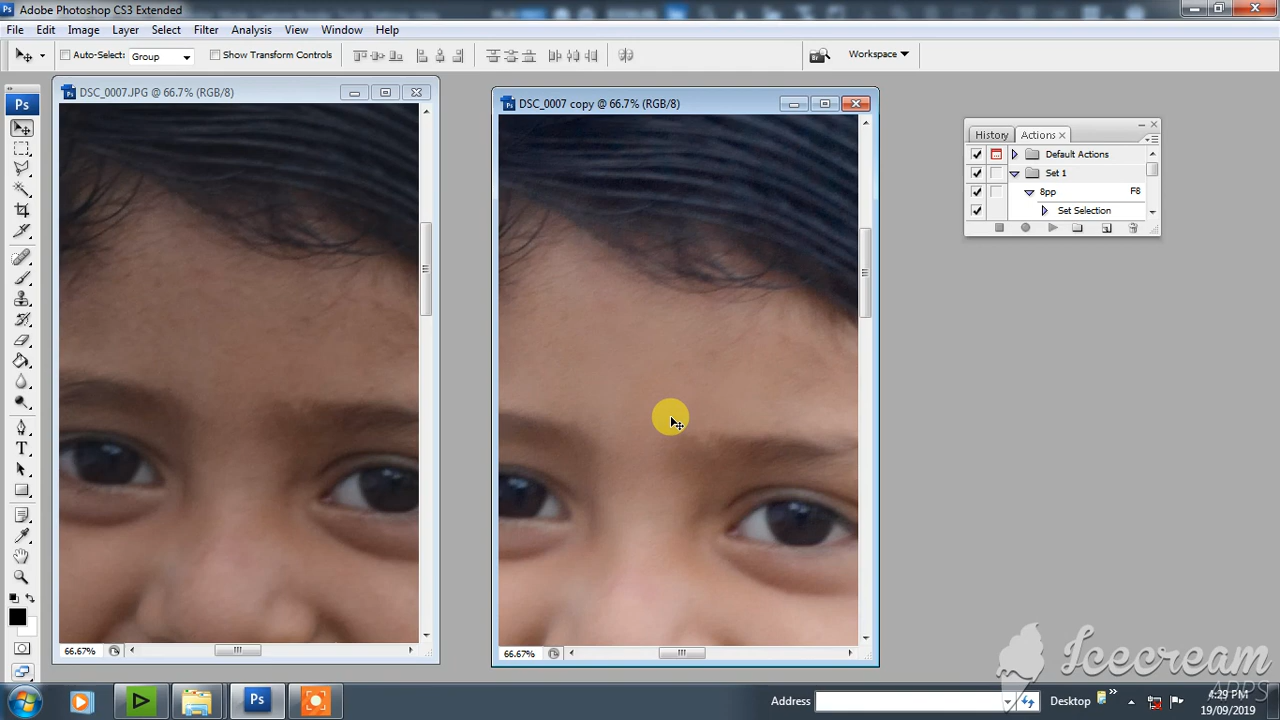 Ps Adobe Photoshop CS3 Extended
File Edit Image Layer Select Filter Analysis View Window Help
Auto-Select: Group Show Transform Controls Workspace
DSC_0007.JPG @ 66.7% (RGB/8)
DSC_0007 copy @ 66.7% (RGB/8)
History Actions
Default Actions
Set 1
8pp F8
Set Selection
Ps
T
66.67%
66.67%
Icecream
APPS
Ps
Address
Desktop
4:29 PM
19/09/2019